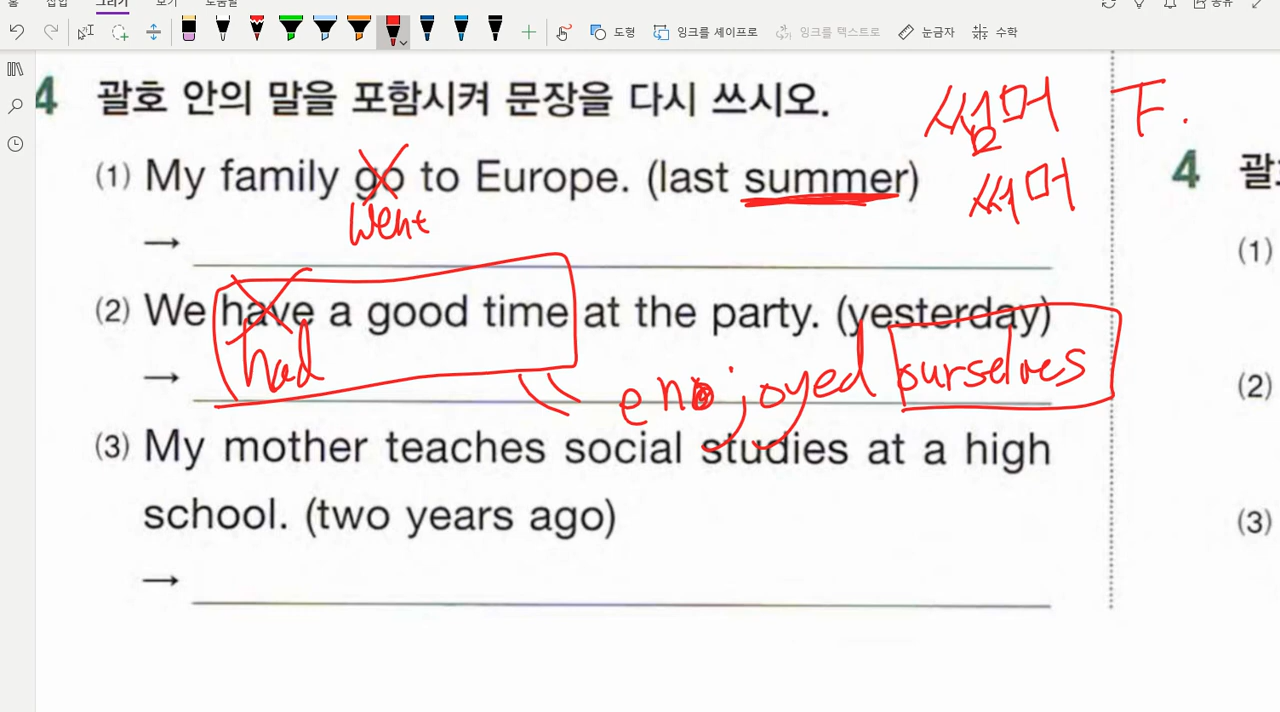 홈 삽입 그리기 보기 도움말 공유
도형 잉크를 셰이프로 잉크를 텍스트로 눈금자 수학
4 괄호 안의 말을 포함시켜 문장을 다시 쓰시오.
썸머 F.
(1) My family go to Europe. (last summer)
써머
went
→
(2) We have a good time at the party. (yesterday)
had
→ enjoyed ourselves
(3) My mother teaches social studies at a high
school. (two years ago)
→
4
(1)
(2)
(3)